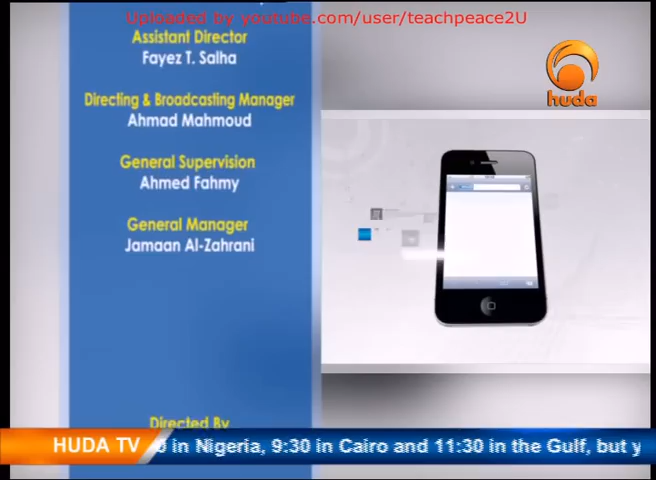 Uploaded by youtube.com/user/teachpeace2U
Assistant Director
Fayez T. Salha
Directing & Broadcasting Manager
Ahmad Mahmoud
General Supervision
Ahmed Fahmy
General Manager
Jamaan Al-Zahrani
huda
Directed By
HUDA TV
0 in Nigeria, 9:30 in Cairo and 11:30 in the Gulf, but y